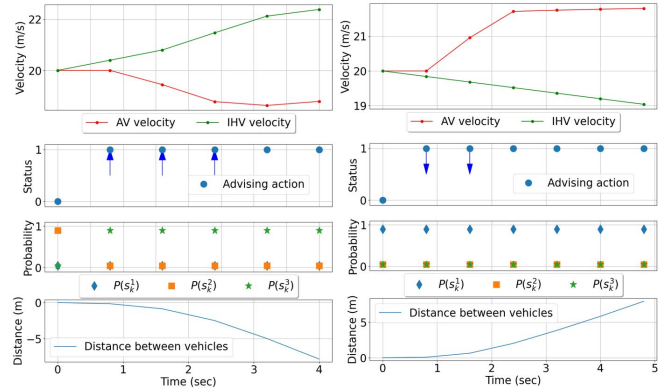 Velocity (m/s)
22
20
AV velocity
IHV velocity
Status
1
0
Advising action
Probability
1
0
P(s_k^1)
P(s_k^2)
P(s_k^3)
Distance (m)
0
−5
Distance between vehicles
0 1 2 3 4
Time (sec)
Velocity (m/s)
21
20
19
AV velocity
IHV velocity
Status
1
0
Advising action
Probability
1
0
P(s_k^1)
P(s_k^2)
P(s_k^3)
Distance (m)
5
0
Distance between vehicles
0 1 2 3 4 5
Time (sec)